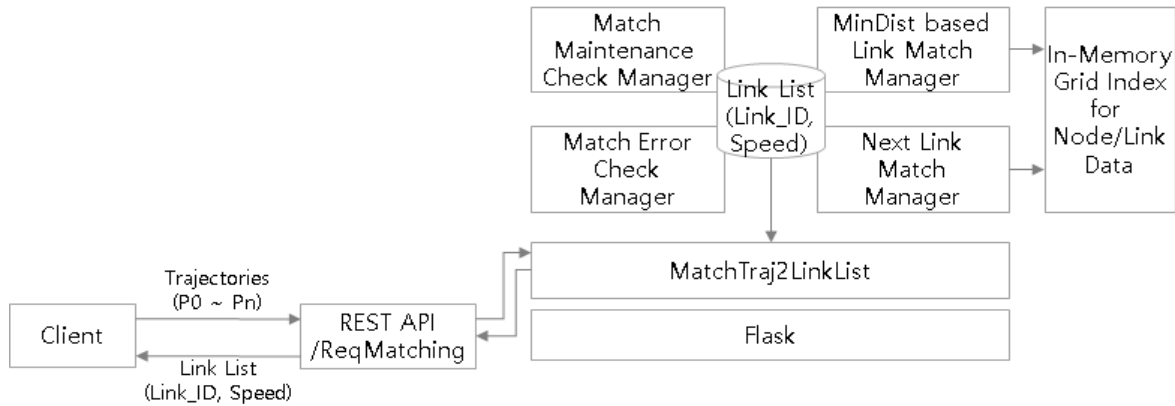 Match
Maintenance
Check Manager
MinDist based
Link Match
Manager
In-Memory
Grid Index
for
Node/Link
Data
Link List
(Link_ID,
Speed)
Match Error
Check
Manager
Next Link
Match
Manager
MatchTraj2LinkList
Flask
Trajectories
(P0 ~ Pn)
Client
REST API
/ReqMatching
Link List
(Link_ID, Speed)